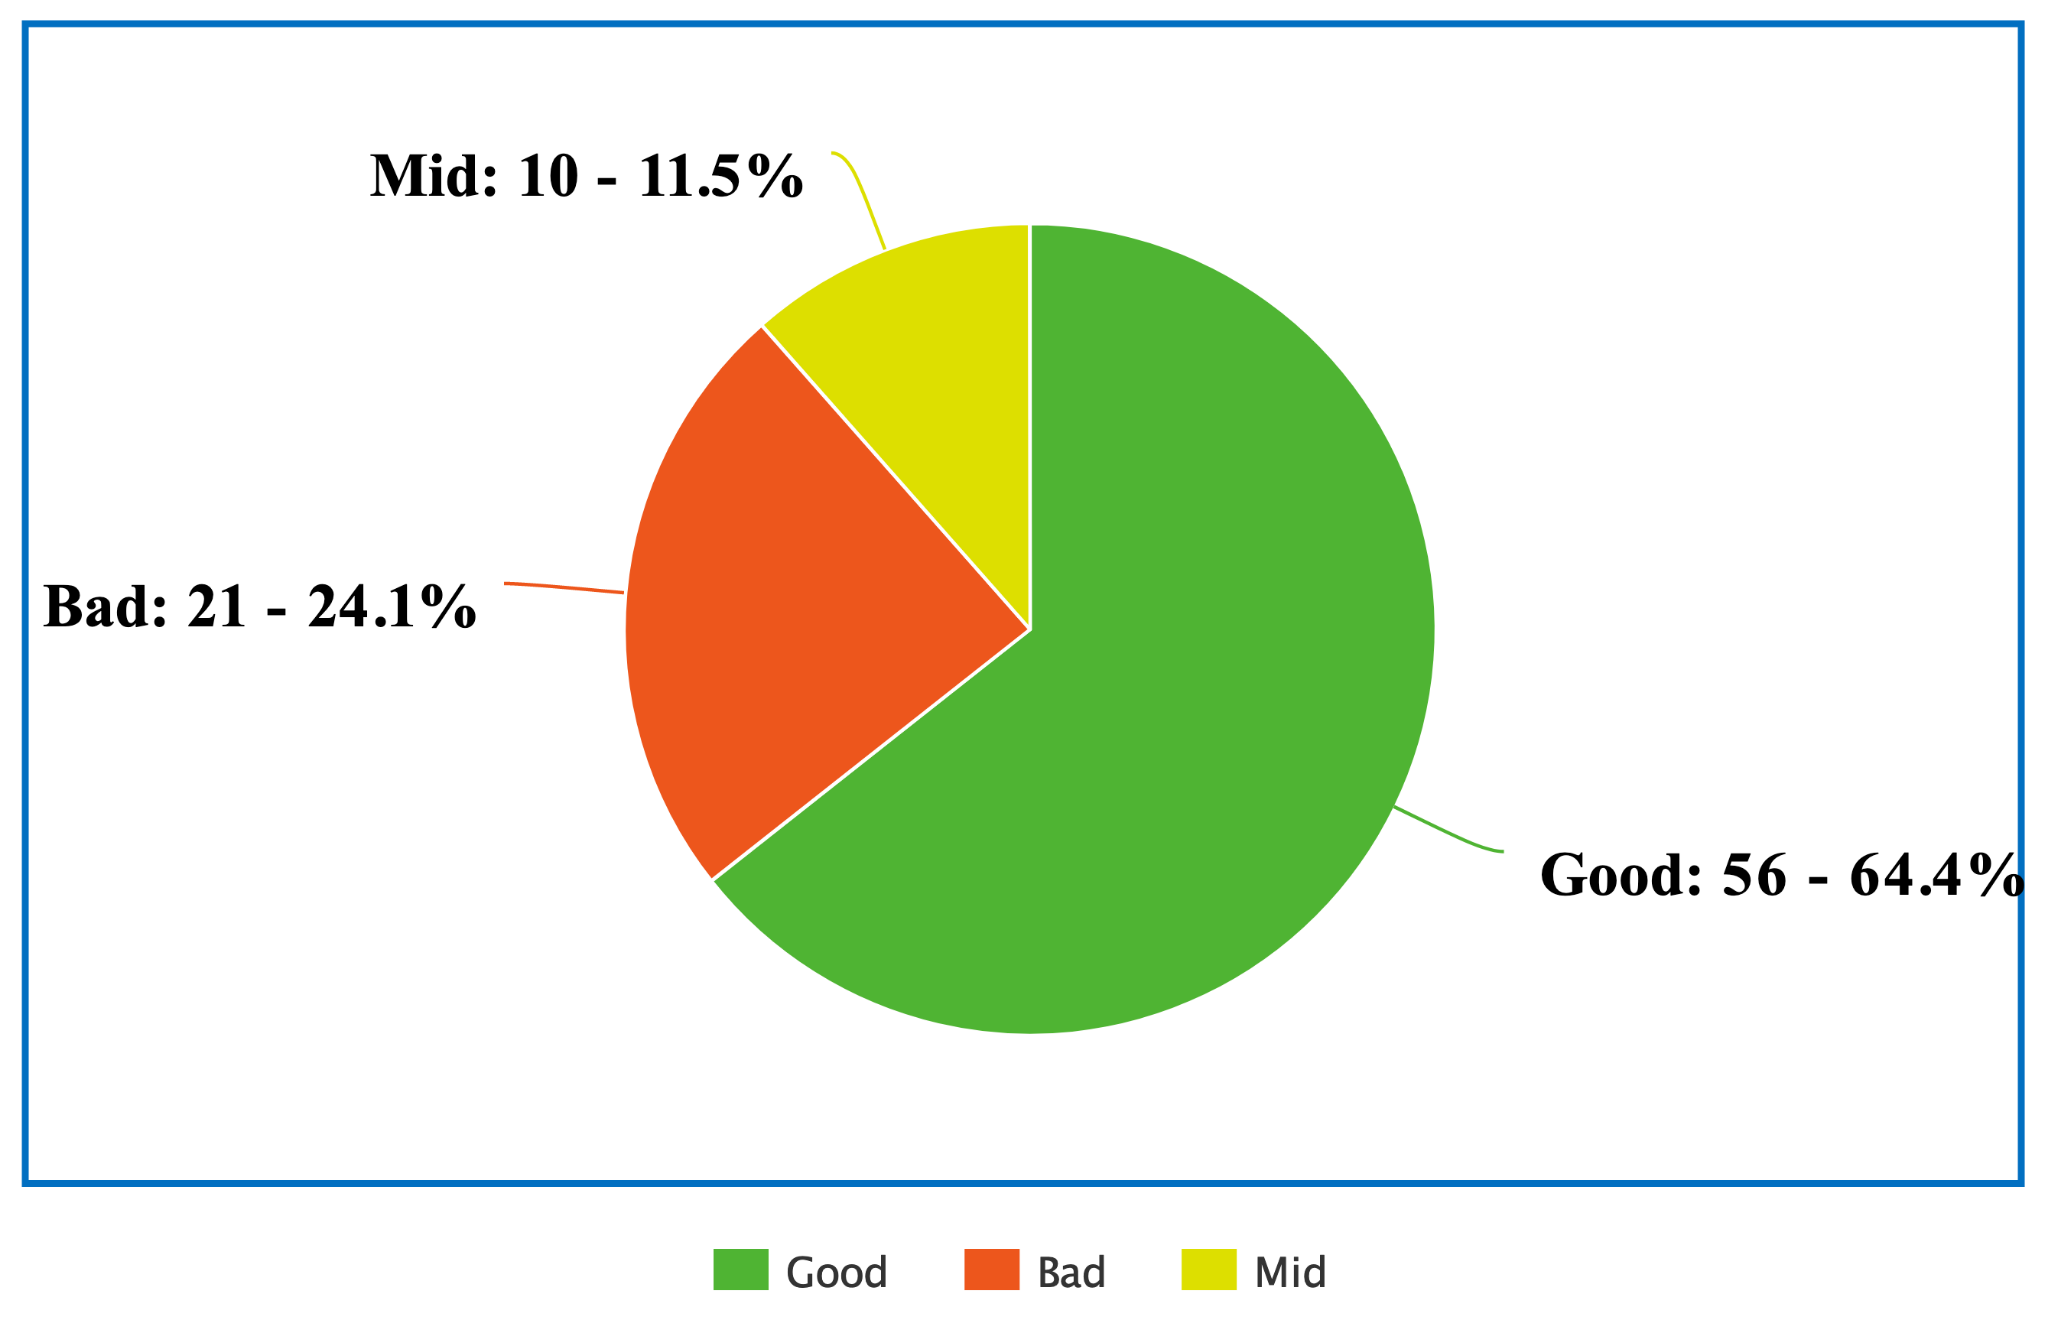 Mid: 10 - 11.5%
Bad: 21 - 24.1%
Good: 56 - 64.4%
Good
Bad
Mid